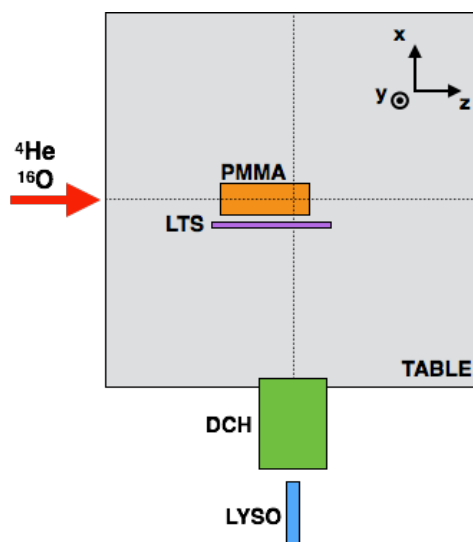 x
y
z
⁴He
¹⁶O
PMMA
LTS
TABLE
DCH
LYSO